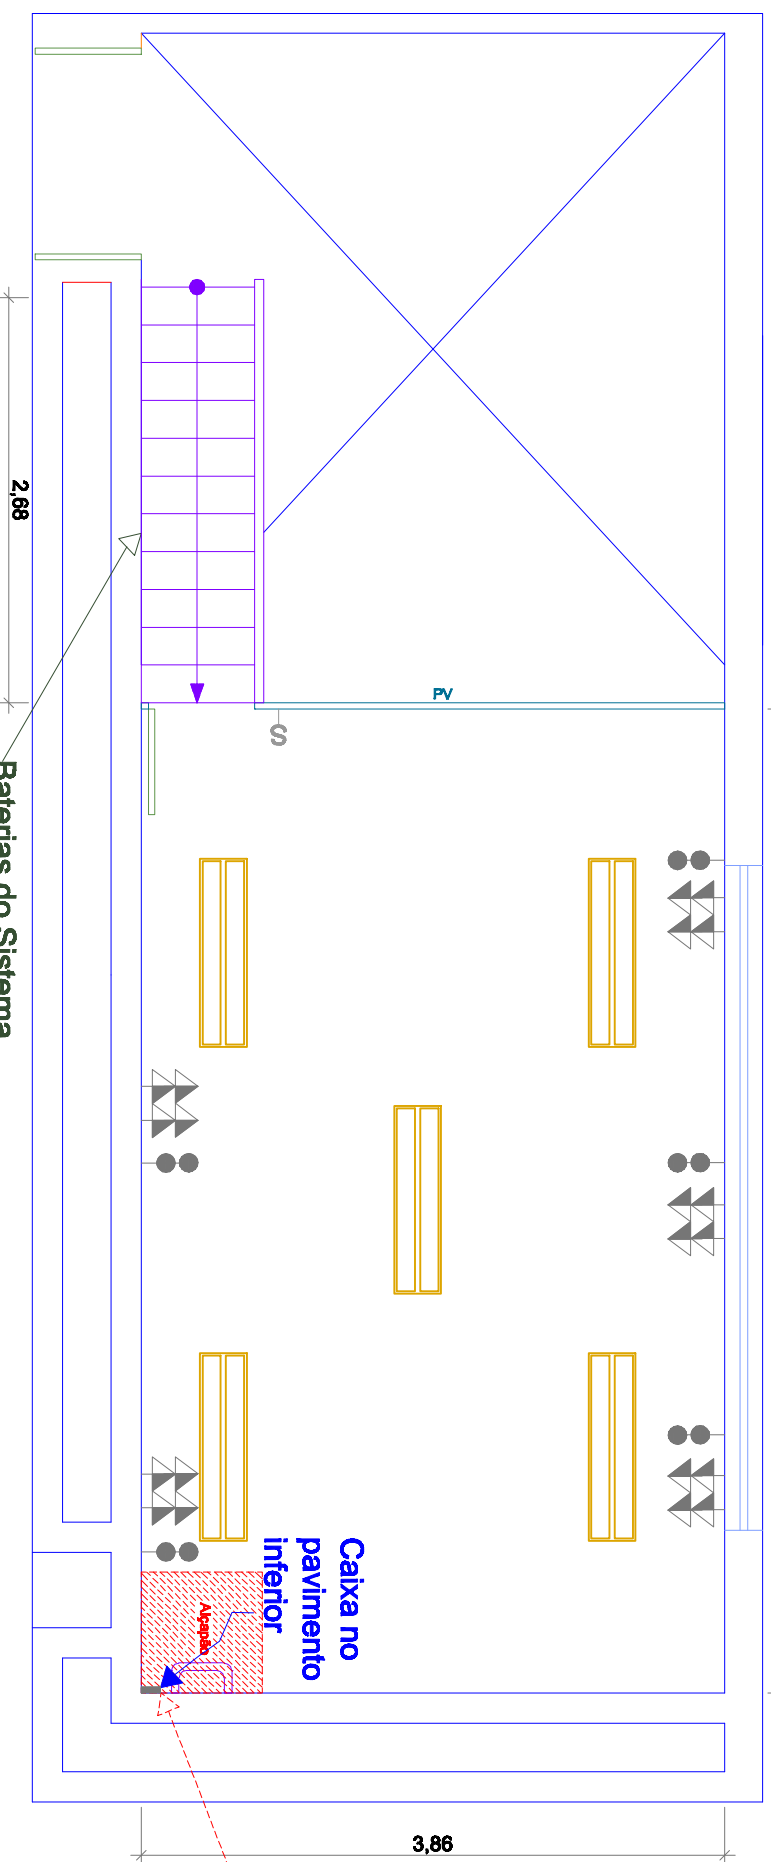 2,68
Baterias do Sistema
PV
S
Caixa no
pavimento
inferior
Alçapão
3,86